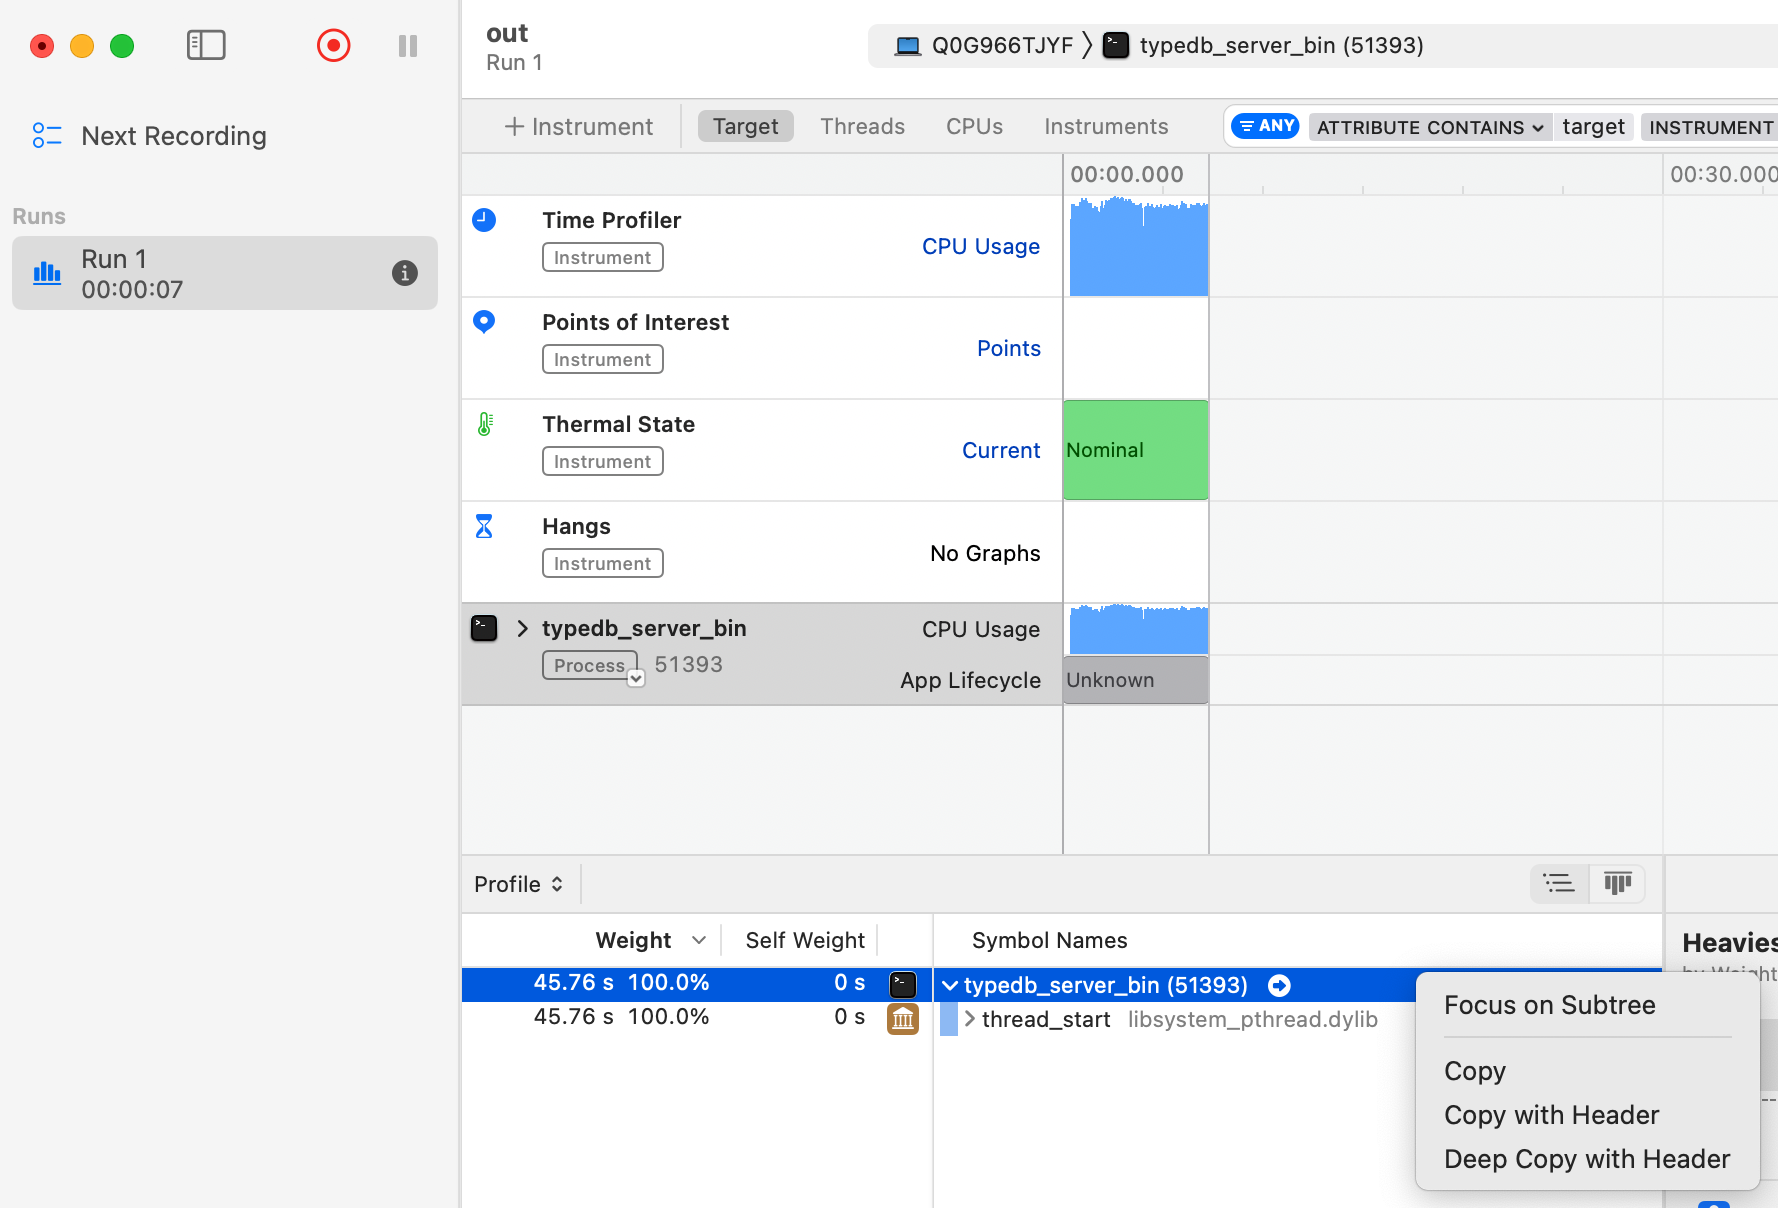 out
Run 1
Q0G966TJYF
typedb_server_bin (51393)
Next Recording
Runs
Run 1
00:00:07
Instrument
Target
Threads
CPUs
Instruments
ANY
ATTRIBUTE CONTAINS
target
INSTRUMENT
00:00.000
00:30.000
Time Profiler
Instrument
CPU Usage
Points of Interest
Instrument
Points
Thermal State
Instrument
Current
Nominal
Hangs
Instrument
No Graphs
typedb_server_bin
Process
51393
CPU Usage
App Lifecycle
Unknown
Profile
Weight
Self Weight
Symbol Names
45.76 s 100.0%
0 s
typedb_server_bin (51393)
45.76 s 100.0%
0 s
thread_start libsystem_pthread.dylib
Heavies
by Weight
Focus on Subtree
Copy
Copy with Header
Deep Copy with Header